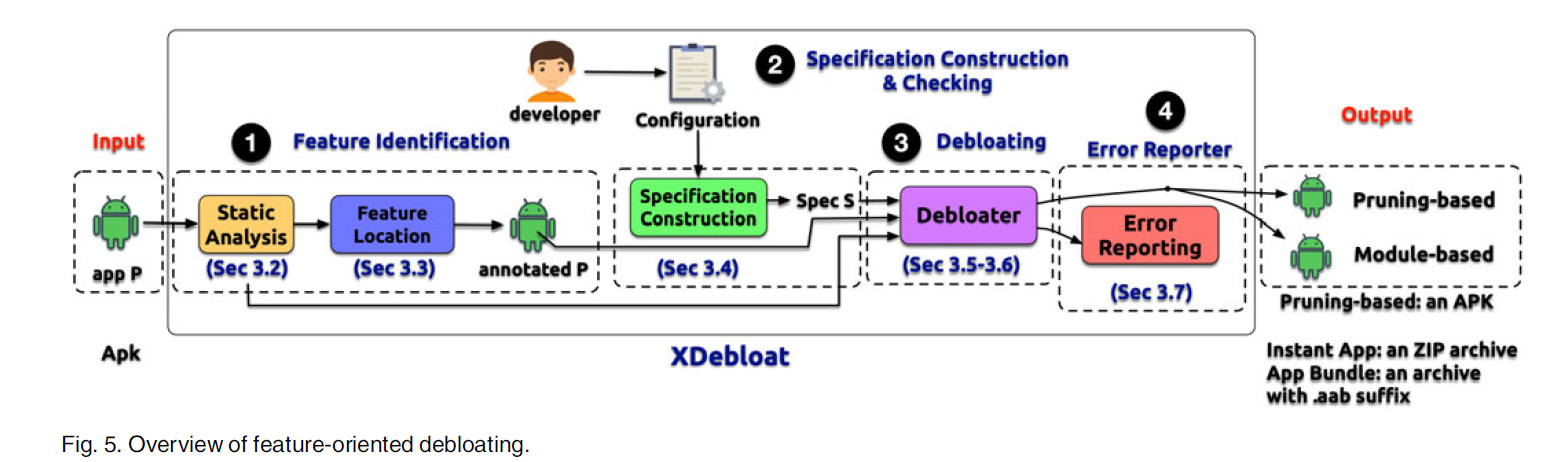 developer
2
Specification Construction
& Checking
Configuration
4
Input
1
Feature Identification
3
Debloating
Error Reporter
Output
app P
Static
Analysis
(Sec 3.2)
Feature
Location
(Sec 3.3)
annotated P
Specification
Construction
Spec S
(Sec 3.4)
Debloater
(Sec 3.5-3.6)
Error
Reporting
(Sec 3.7)
Pruning-based
Module-based
Pruning-based: an APK
Apk
XDebloat
Instant App: an ZIP archive
App Bundle: an archive
with .aab suffix
Fig. 5. Overview of feature-oriented debloating.